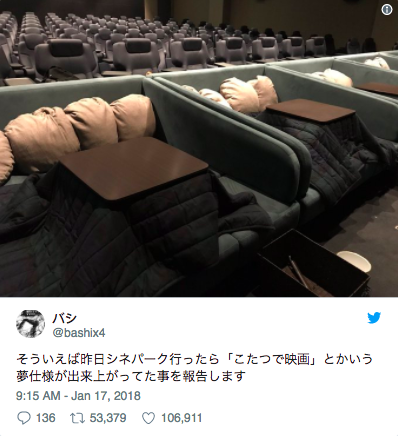 バシ
@bashix4
そういえば昨日シネパーク行ったら「こたつで映画」とかいう
夢仕様が出来上がってた事を報告します
9:15 AM - Jan 17, 2018
136 53,379 106,911